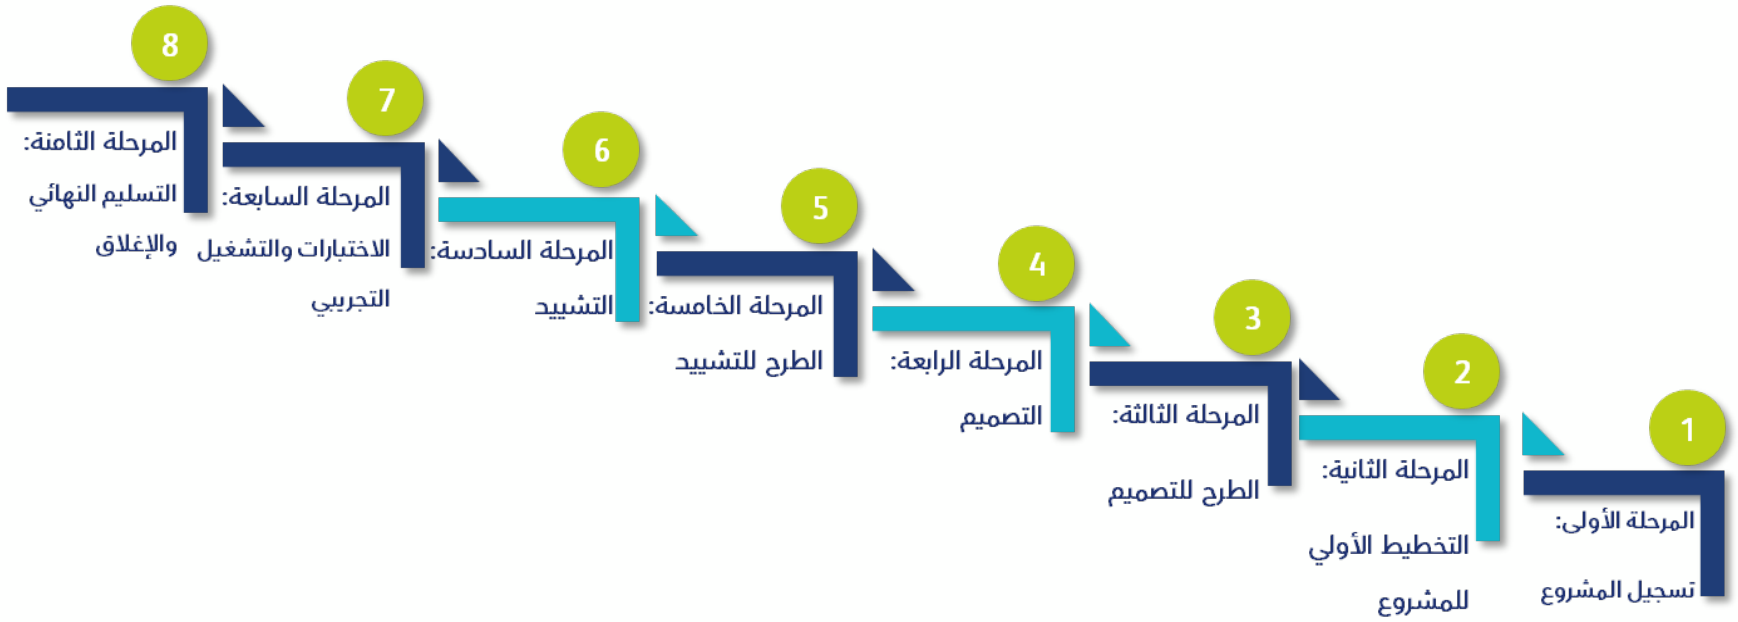 1
المرحلة الأولى:
تسجيل المشروع
2
المرحلة الثانية:
التخطيط الأولي
للمشروع
3
المرحلة الثالثة:
الطرح للتصميم
4
المرحلة الرابعة:
التصميم
5
المرحلة الخامسة:
الطرح للتشييد
6
المرحلة السادسة:
التشييد
7
المرحلة السابعة:
الاختبارات والتشغيل
التجريبي
8
المرحلة الثامنة:
التسليم النهائي
والإغلاق